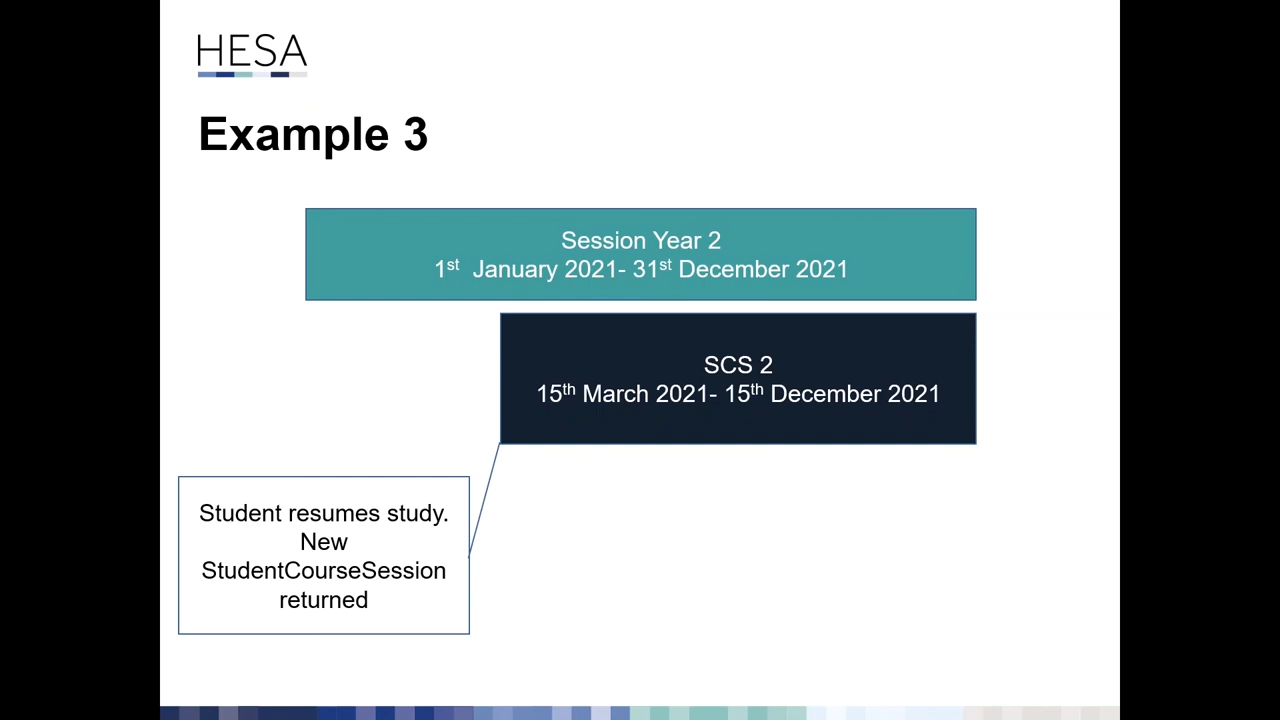 HESA
Example 3
Session Year 2
1st January 2021- 31st December 2021
SCS 2
15th March 2021- 15th December 2021
Student resumes study.
New
StudentCourseSession
returned